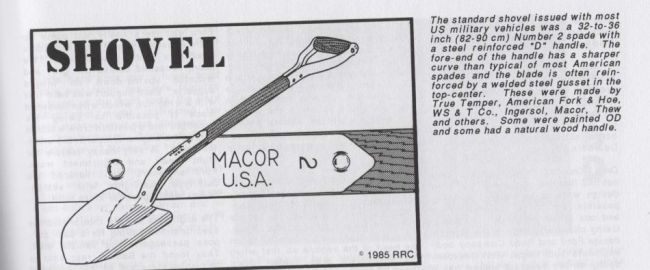 SHOVEL
MACOR 2
U.S.A.
© 1985 RRC
The standard shovel issued with most
US military vehicles was a 32-to-36
inch (82-90 cm) Number 2 spade with
a steel reinforced "D" handle. The
fore-end of the handle has a sharper
curve than typical of most American
spades and the blade is often rein-
forced by a welded steel gusset in the
top-center. These were made by
True Temper, American Fork & Hoe,
WS & T Co., Ingersol, Macor, Thew
and others. Some were painted OD
and some had a natural wood handle.